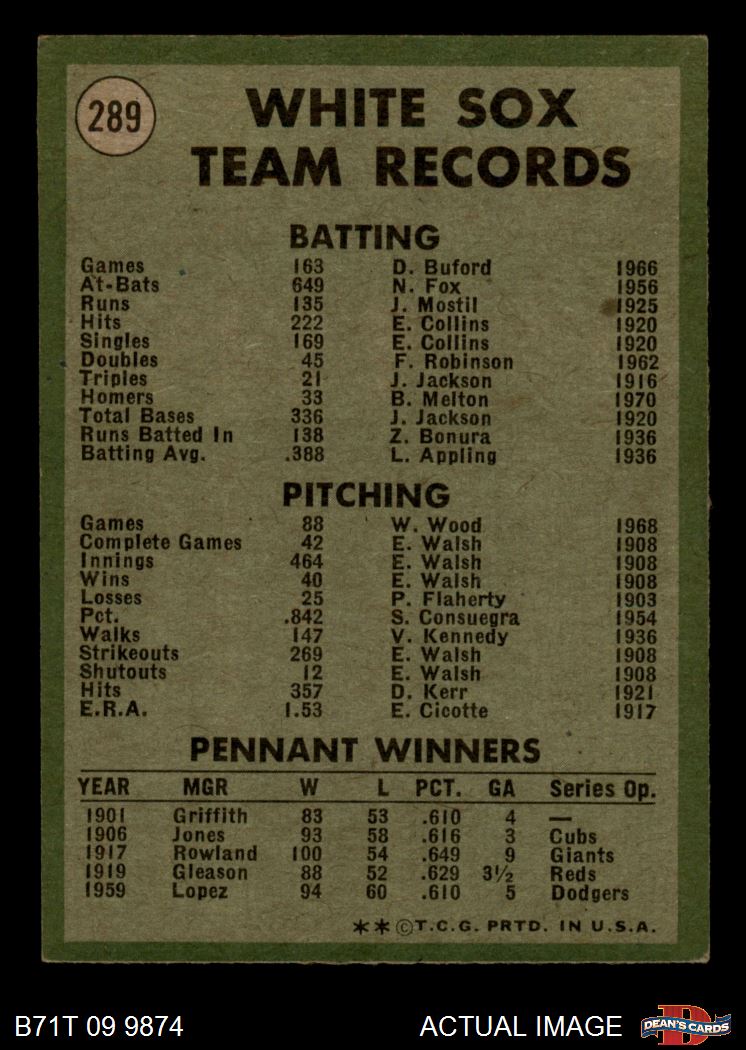 289
WHITE SOX
TEAM RECORDS
BATTING
Games 163 D. Buford 1966
At-Bats 649 N. Fox 1956
Runs 135 J. Mostil 1925
Hits 222 E. Collins 1920
Singles 169 E. Collins 1920
Doubles 45 F. Robinson 1962
Triples 21 J. Jackson 1916
Homers 33 B. Melton 1970
Total Bases 336 J. Jackson 1920
Runs Batted In 138 Z. Bonura 1936
Batting Avg. .388 L. Appling 1936
PITCHING
Games 88 W. Wood 1968
Complete Games 42 E. Walsh 1908
Innings 464 E. Walsh 1908
Wins 40 E. Walsh 1908
Losses 25 P. Flaherty 1903
Pct. .842 S. Consuegra 1954
Walks 147 V. Kennedy 1936
Strikeouts 269 E. Walsh 1908
Shutouts 12 E. Walsh 1908
Hits 357 D. Kerr 1921
E.R.A. 1.53 E. Cicotte 1917
PENNANT WINNERS
YEAR MGR W L PCT. GA Series Op.
1901 Griffith 83 53 .610 4 —
1906 Jones 93 58 .616 3 Cubs
1917 Rowland 100 54 .649 9 Giants
1919 Gleason 88 52 .629 3½ Reds
1959 Lopez 94 60 .610 5 Dodgers
**©T.C.G. PRTD. IN U.S.A.
B71T 09 9874 ACTUAL IMAGE D DEAN'S CARDS